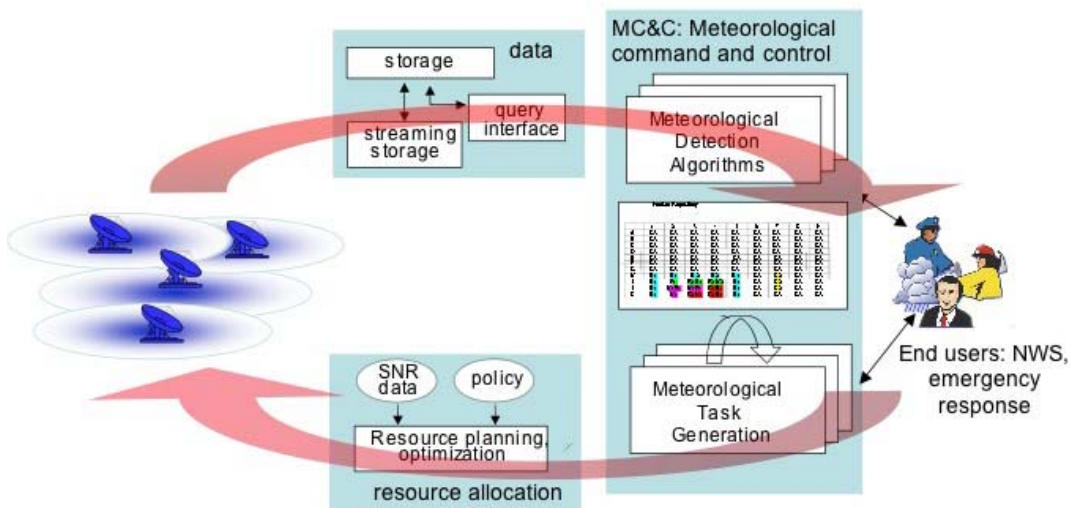 data
storage
query
interface
streaming
storage
MC&C: Meteorological
command and control
Meteorological
Detection
Algorithms
End users: NWS,
emergency
response
Meteorological
Task
Generation
SNR
data
policy
Resource planning,
optimization
resource allocation